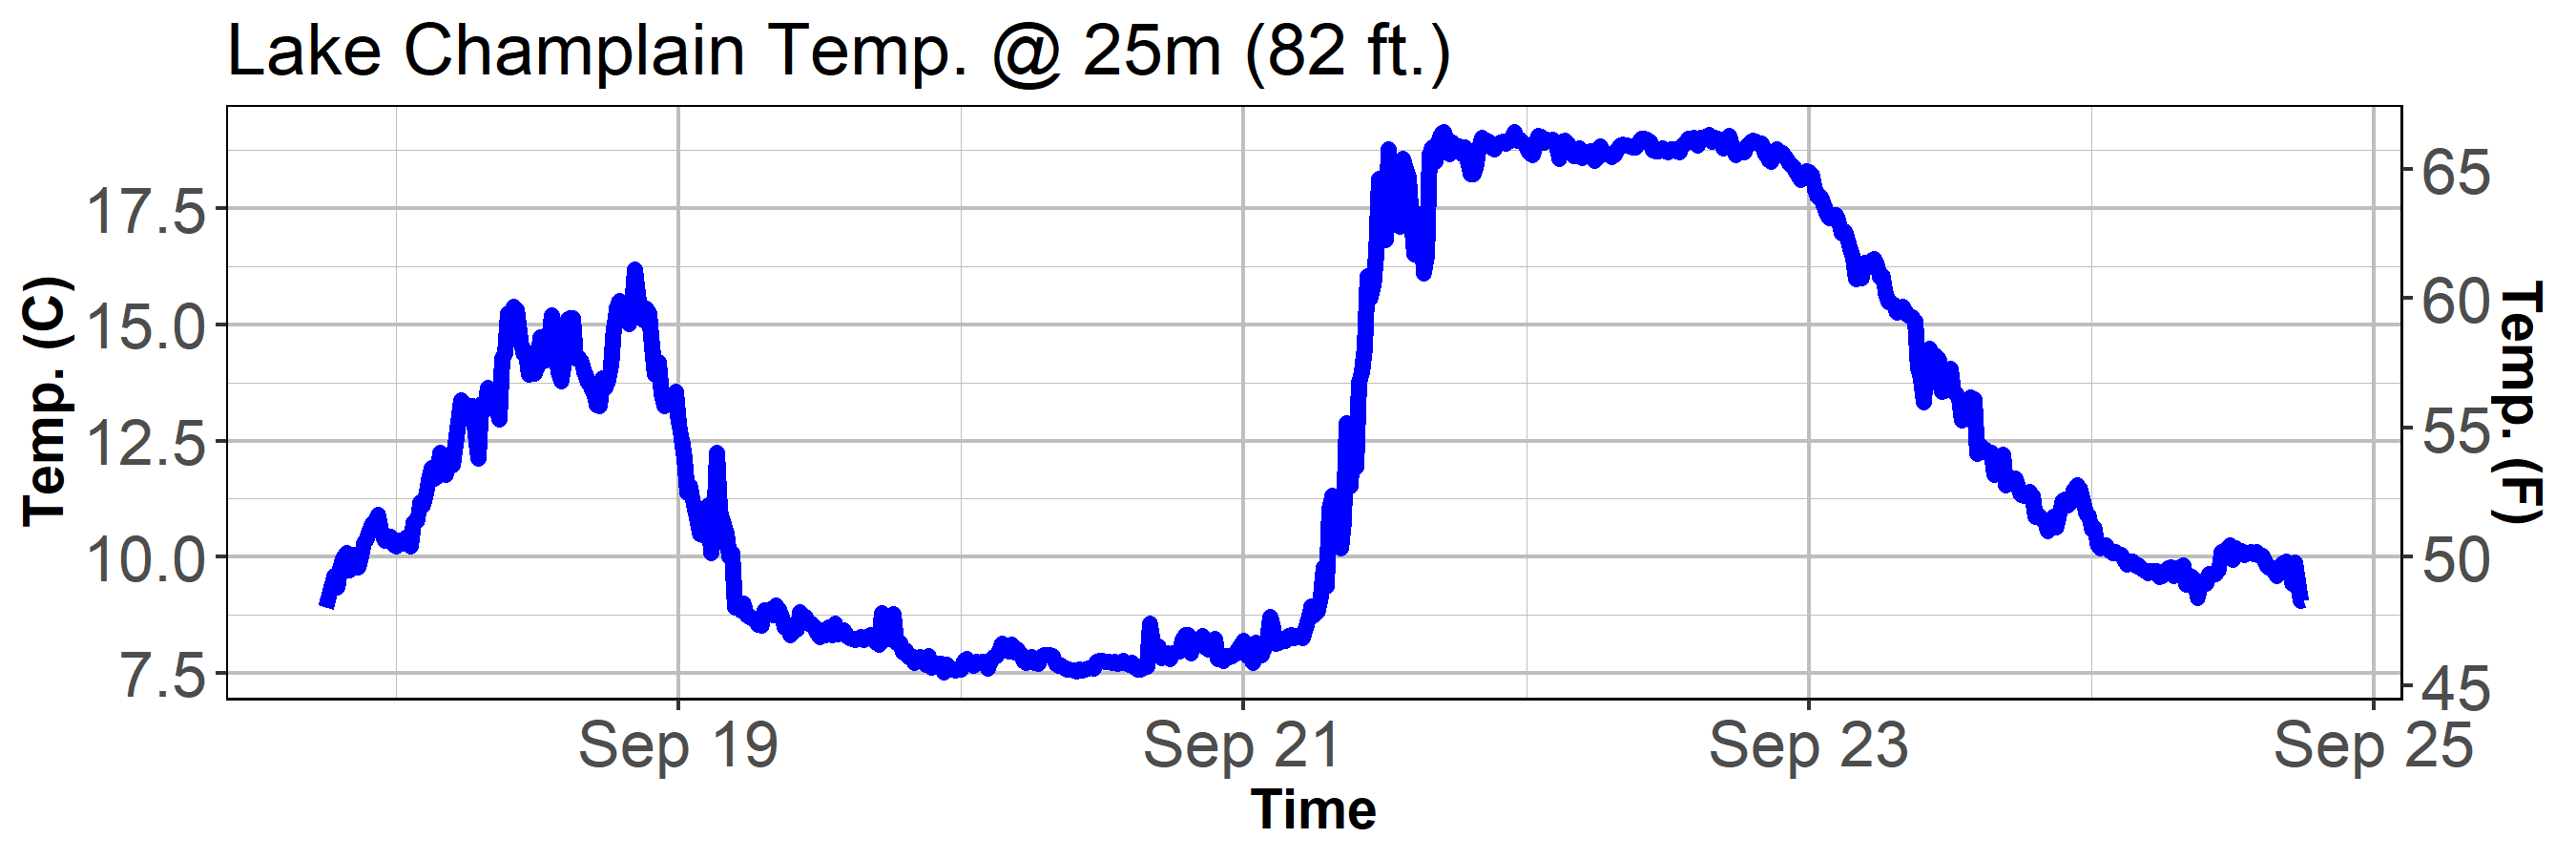 Lake Champlain Temp. @ 25m (82 ft.)
Temp. (C)
17.5
15.0
12.5
10.0
7.5
65
60
55
50
45
Temp. (F)
Sep 19
Sep 21
Sep 23
Sep 25
Time